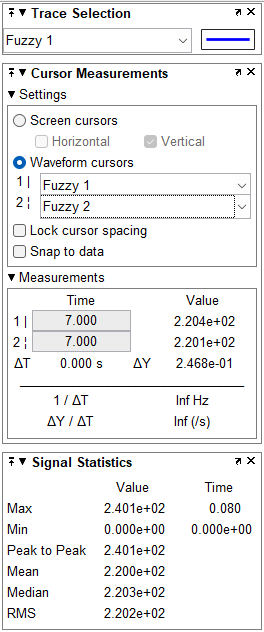 Trace Selection
Fuzzy 1
Cursor Measurements
Settings
Screen cursors
Horizontal Vertical
Waveform cursors
1 | Fuzzy 1
2 ¦ Fuzzy 2
Lock cursor spacing
Snap to data
Measurements
Time Value
1 | 7.000 2.204e+02
2 ¦ 7.000 2.201e+02
ΔT 0.000 s ΔY 2.468e-01
1 / ΔT Inf Hz
ΔY / ΔT Inf (/s)
Signal Statistics
Value Time
Max 2.401e+02 0.080
Min 0.000e+00 0.000e+00
Peak to Peak 2.401e+02
Mean 2.200e+02
Median 2.203e+02
RMS 2.202e+02